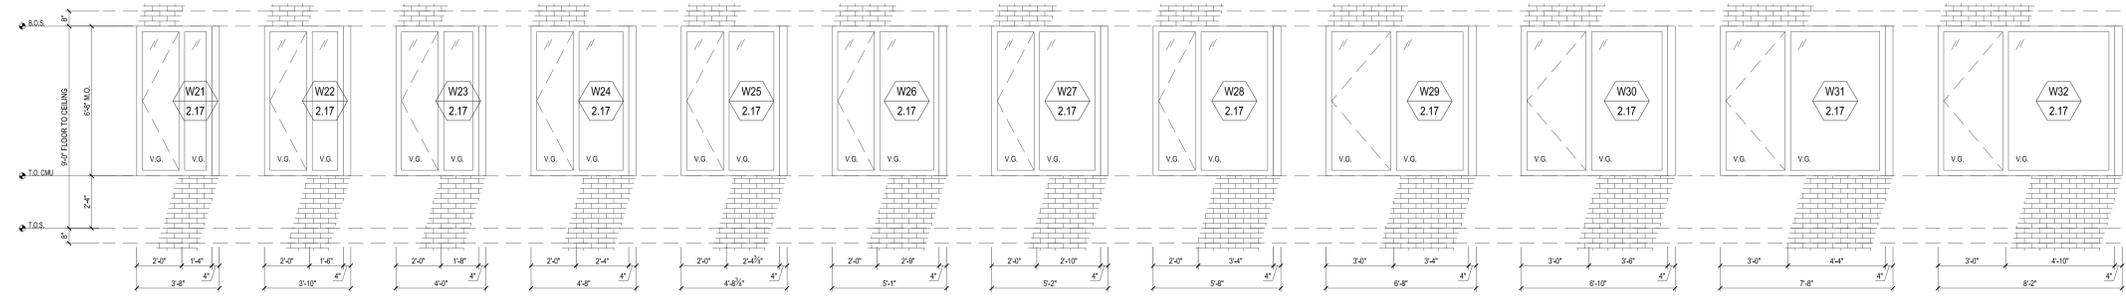 8"
B.O.S.
9'-0" FLOOR TO CEILING
6'-8" M.O.
T.O. CMU
2'-4"
T.O.S.
8"
W21
2.17
V.G. V.G.
2'-0" 1'-4"
4"
3'-8"
W22
2.17
V.G. V.G.
2'-0" 1'-6"
4"
3'-10"
W23
2.17
V.G. V.G.
2'-0" 1'-8"
4"
4'-0"
W24
2.17
V.G. V.G.
2'-0" 2'-4"
4"
4'-8"
W25
2.17
V.G. V.G.
2'-0" 2'-4½"
4"
4'-8½"
W26
2.17
V.G. V.G.
2'-0" 2'-9"
4"
5'-1"
W27
2.17
V.G. V.G.
2'-0" 2'-10"
4"
5'-2"
W28
2.17
V.G. V.G.
2'-0" 3'-4"
4"
5'-8"
W29
2.17
V.G. V.G.
3'-0" 3'-4"
4"
6'-8"
W30
2.17
V.G. V.G.
3'-0" 3'-6"
4"
6'-10"
W31
2.17
V.G. V.G.
3'-0" 4'-4"
4"
7'-8"
W32
2.17
V.G. V.G.
3'-0" 4'-10"
4"
8'-2"